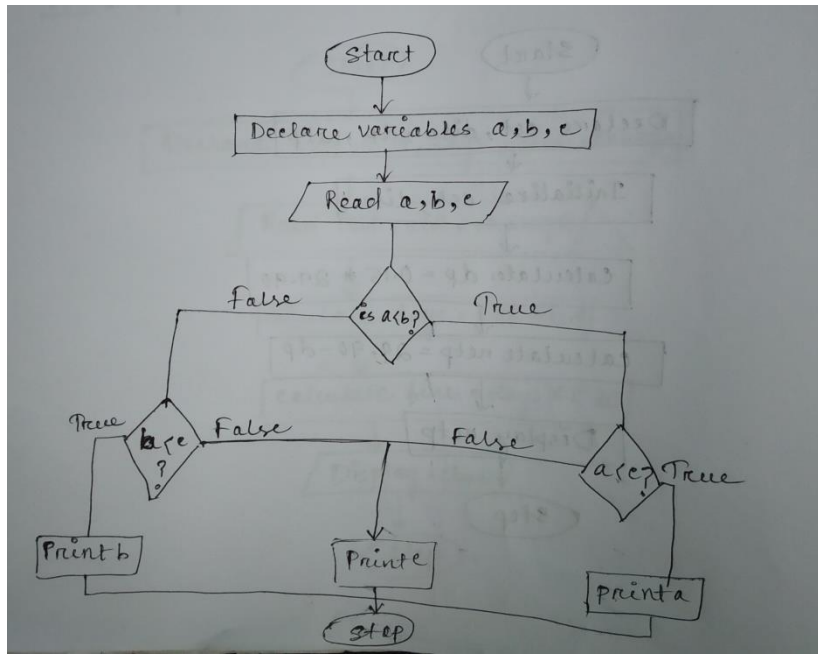 Start
Declare variables a, b, c
Read a, b, c
False
is a<b?
True
True
b<c
?
False
False
a<c?
True
Print b
Print c
print a
stop